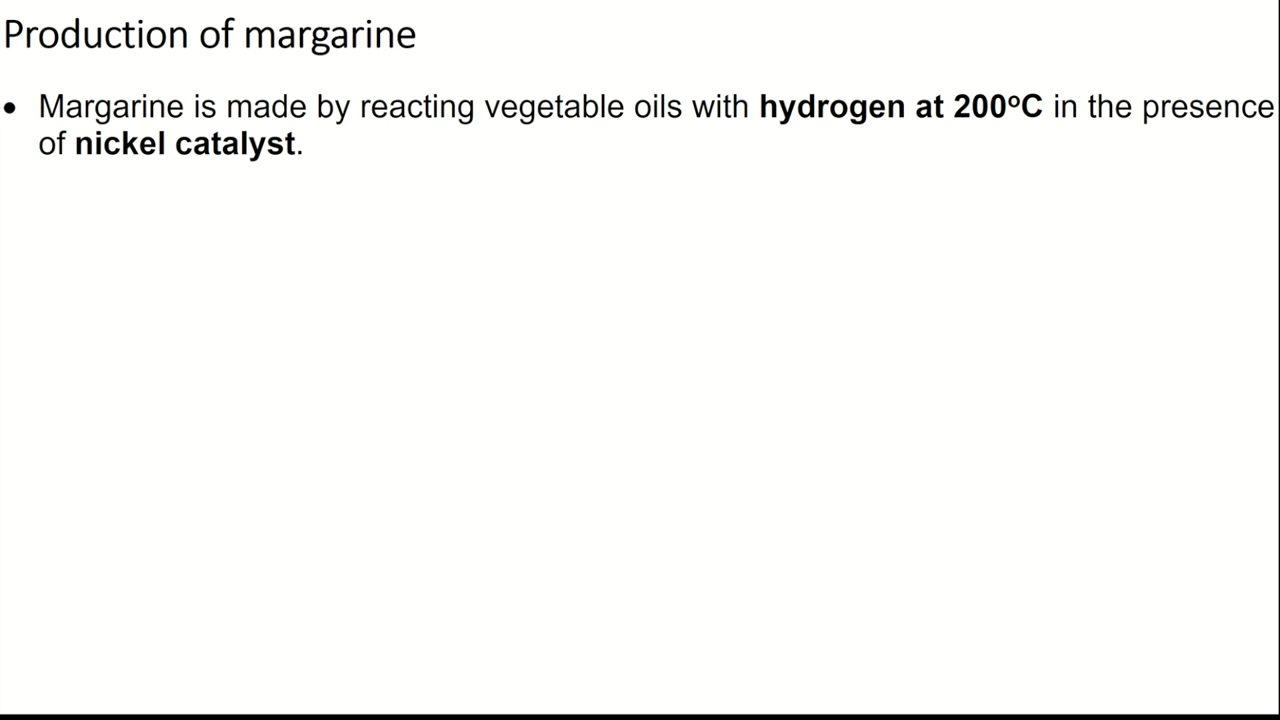 Production of margarine
• Margarine is made by reacting vegetable oils with hydrogen at 200ºC in the presence
of nickel catalyst.